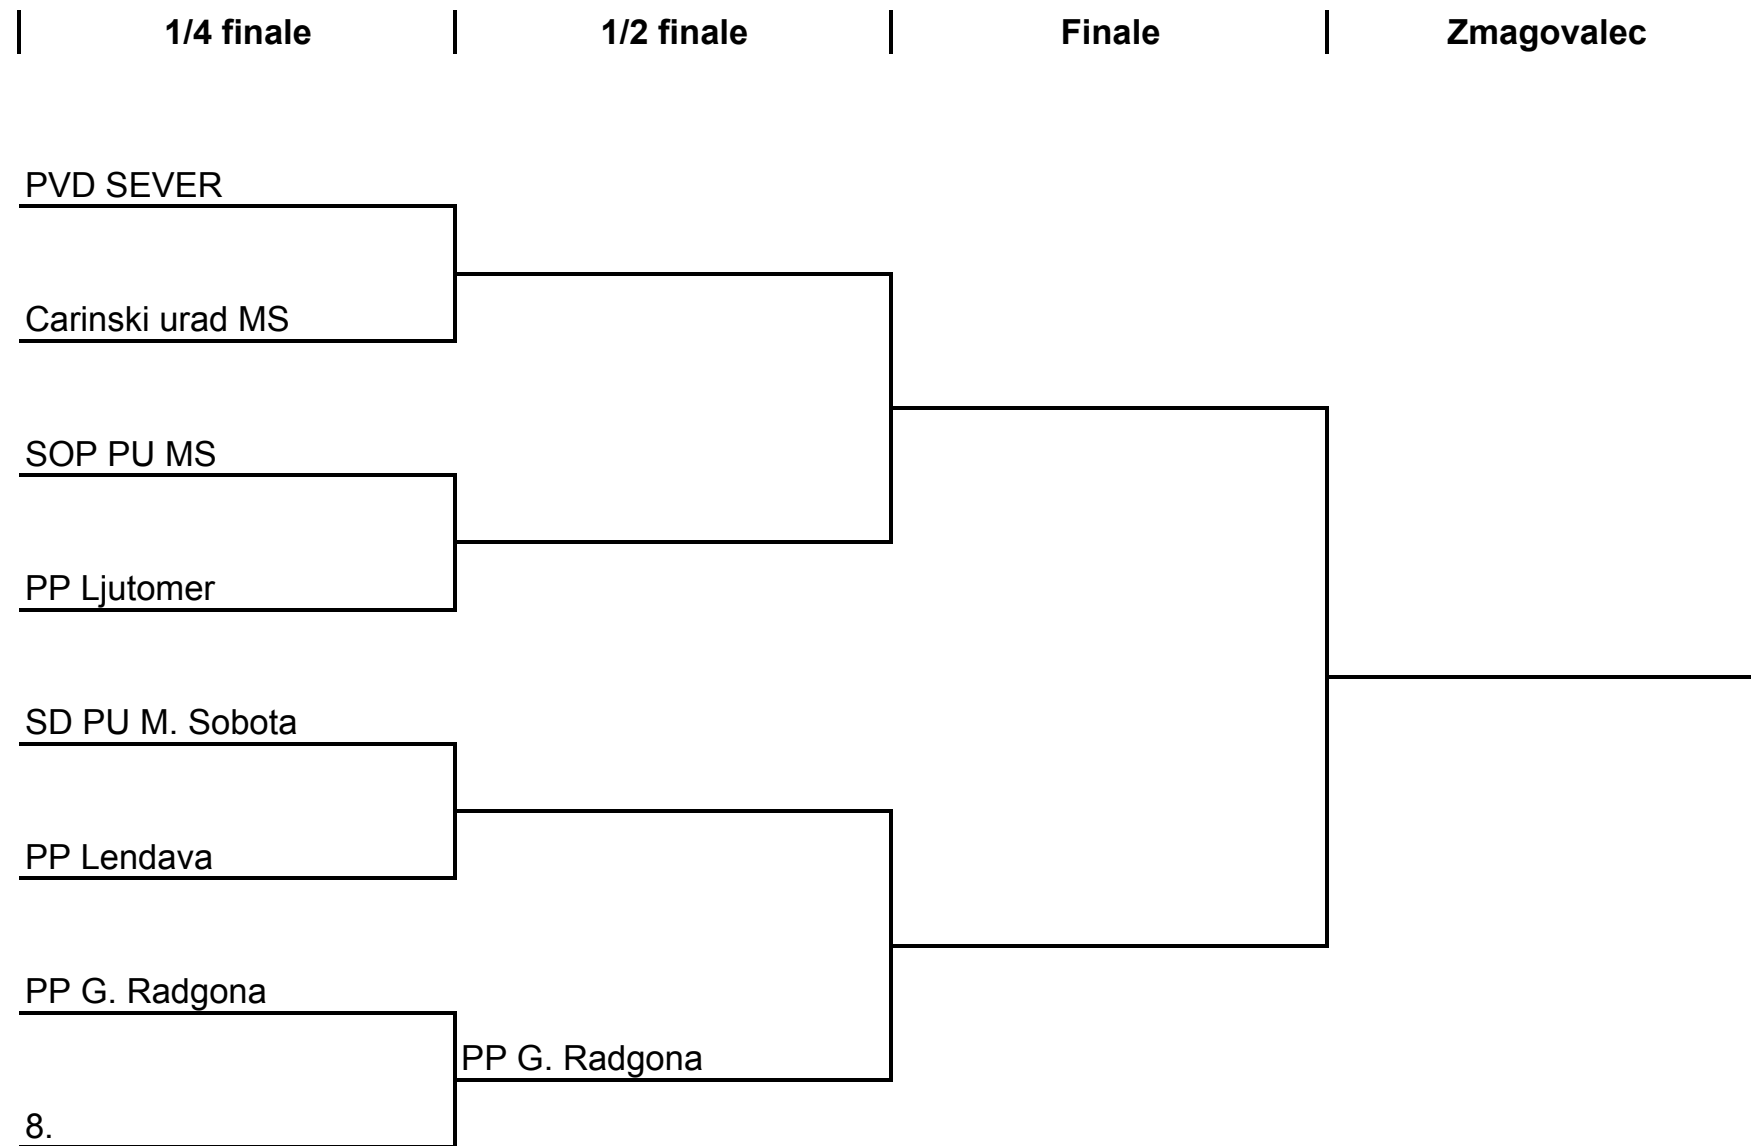 1/4 finale 1/2 finale Finale Zmagovalec
PVD SEVER
Carinski urad MS
SOP PU MS
PP Ljutomer
SD PU M. Sobota
PP Lendava
PP G. Radgona
PP G. Radgona
8.